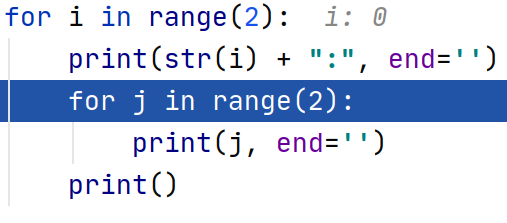 for i in range(2):  i: 0
    print(str(i) + ":", end='')
    for j in range(2):
        print(j, end='')
    print()